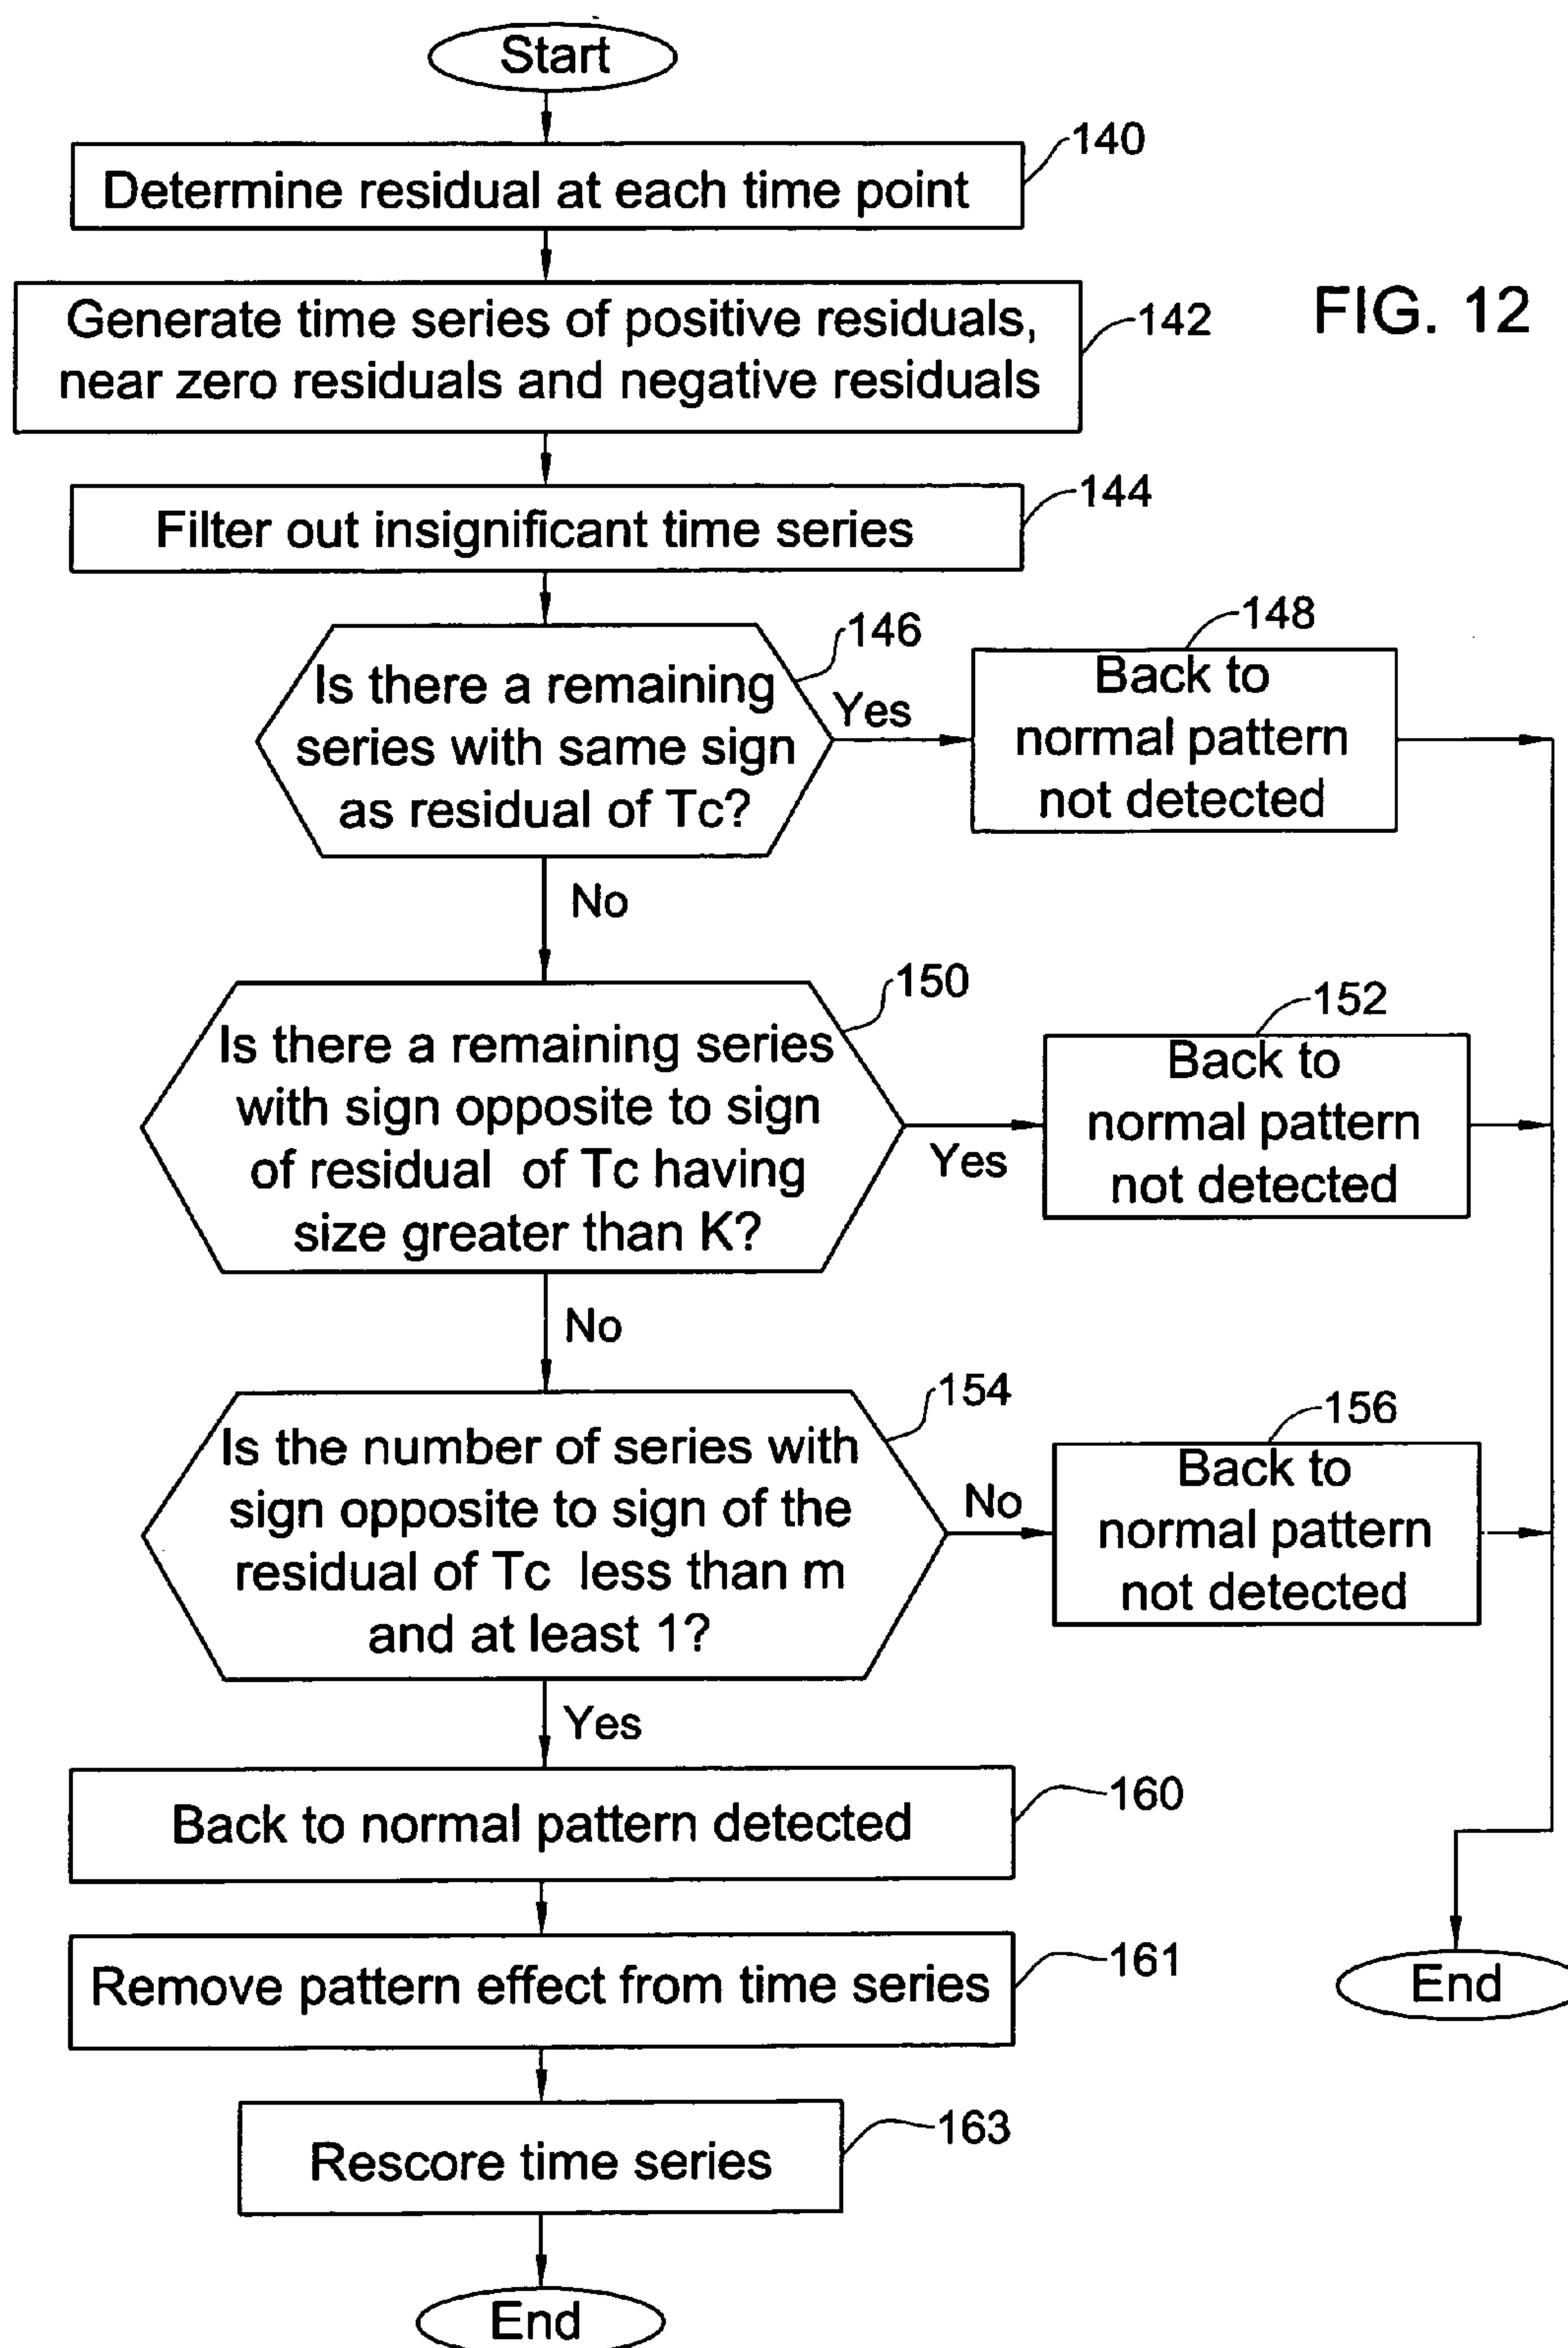 Start
140
Determine residual at each time point
FIG. 12
142
Generate time series of positive residuals,
near zero residuals and negative residuals
144
Filter out insignificant time series
146
Is there a remaining
series with same sign
as residual of Tc?
Yes
148
Back to
normal pattern
not detected
No
150
Is there a remaining series
with sign opposite to sign
of residual of Tc having
size greater than K?
Yes
152
Back to
normal pattern
not detected
No
154
Is the number of series with
sign opposite to sign of the
residual of Tc less than m
and at least 1?
No
156
Back to
normal pattern
not detected
Yes
160
Back to normal pattern detected
161
Remove pattern effect from time series
End
163
Rescore time series
End